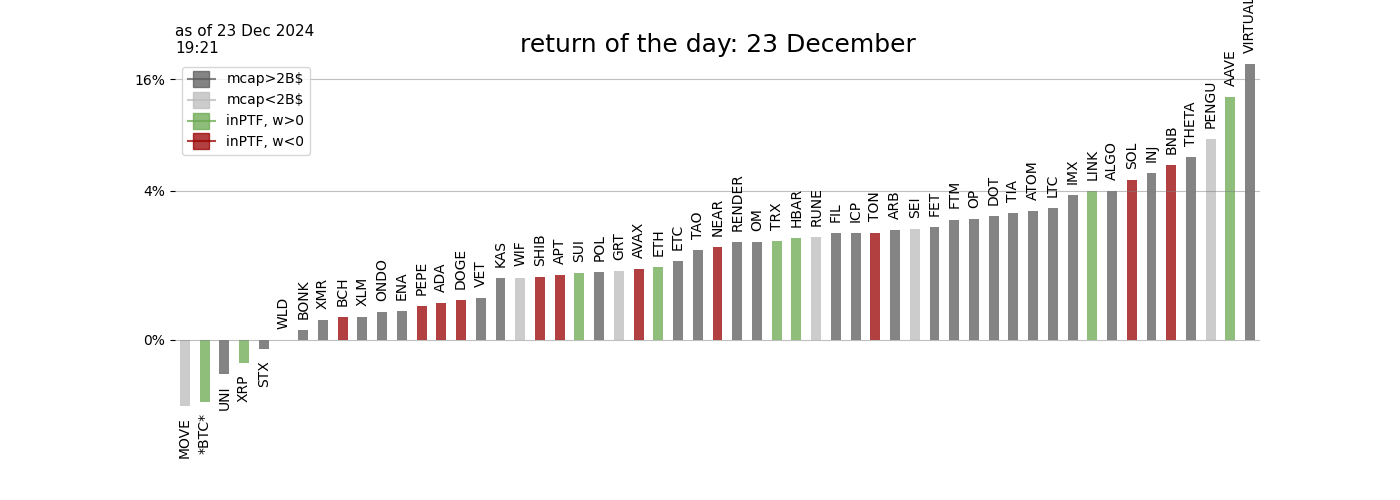 as of 23 Dec 2024
19:21
return of the day: 23 December
mcap>2B$
mcap<2B$
inPTF, w>0
inPTF, w<0
16%
4%
0%
MOVE
*BTC*
UNI
XRP
STX
WLD
BONK
XMR
BCH
XLM
ONDO
ENA
PEPE
ADA
DOGE
VET
KAS
WIF
SHIB
APT
SUI
POL
GRT
AVAX
ETH
ETC
TAO
NEAR
RENDER
OM
TRX
HBAR
RUNE
FIL
ICP
TON
ARB
SEI
FET
FTM
OP
DOT
TIA
ATOM
LTC
IMX
LINK
ALGO
SOL
INJ
BNB
THETA
PENGU
AAVE
VIRTUAL